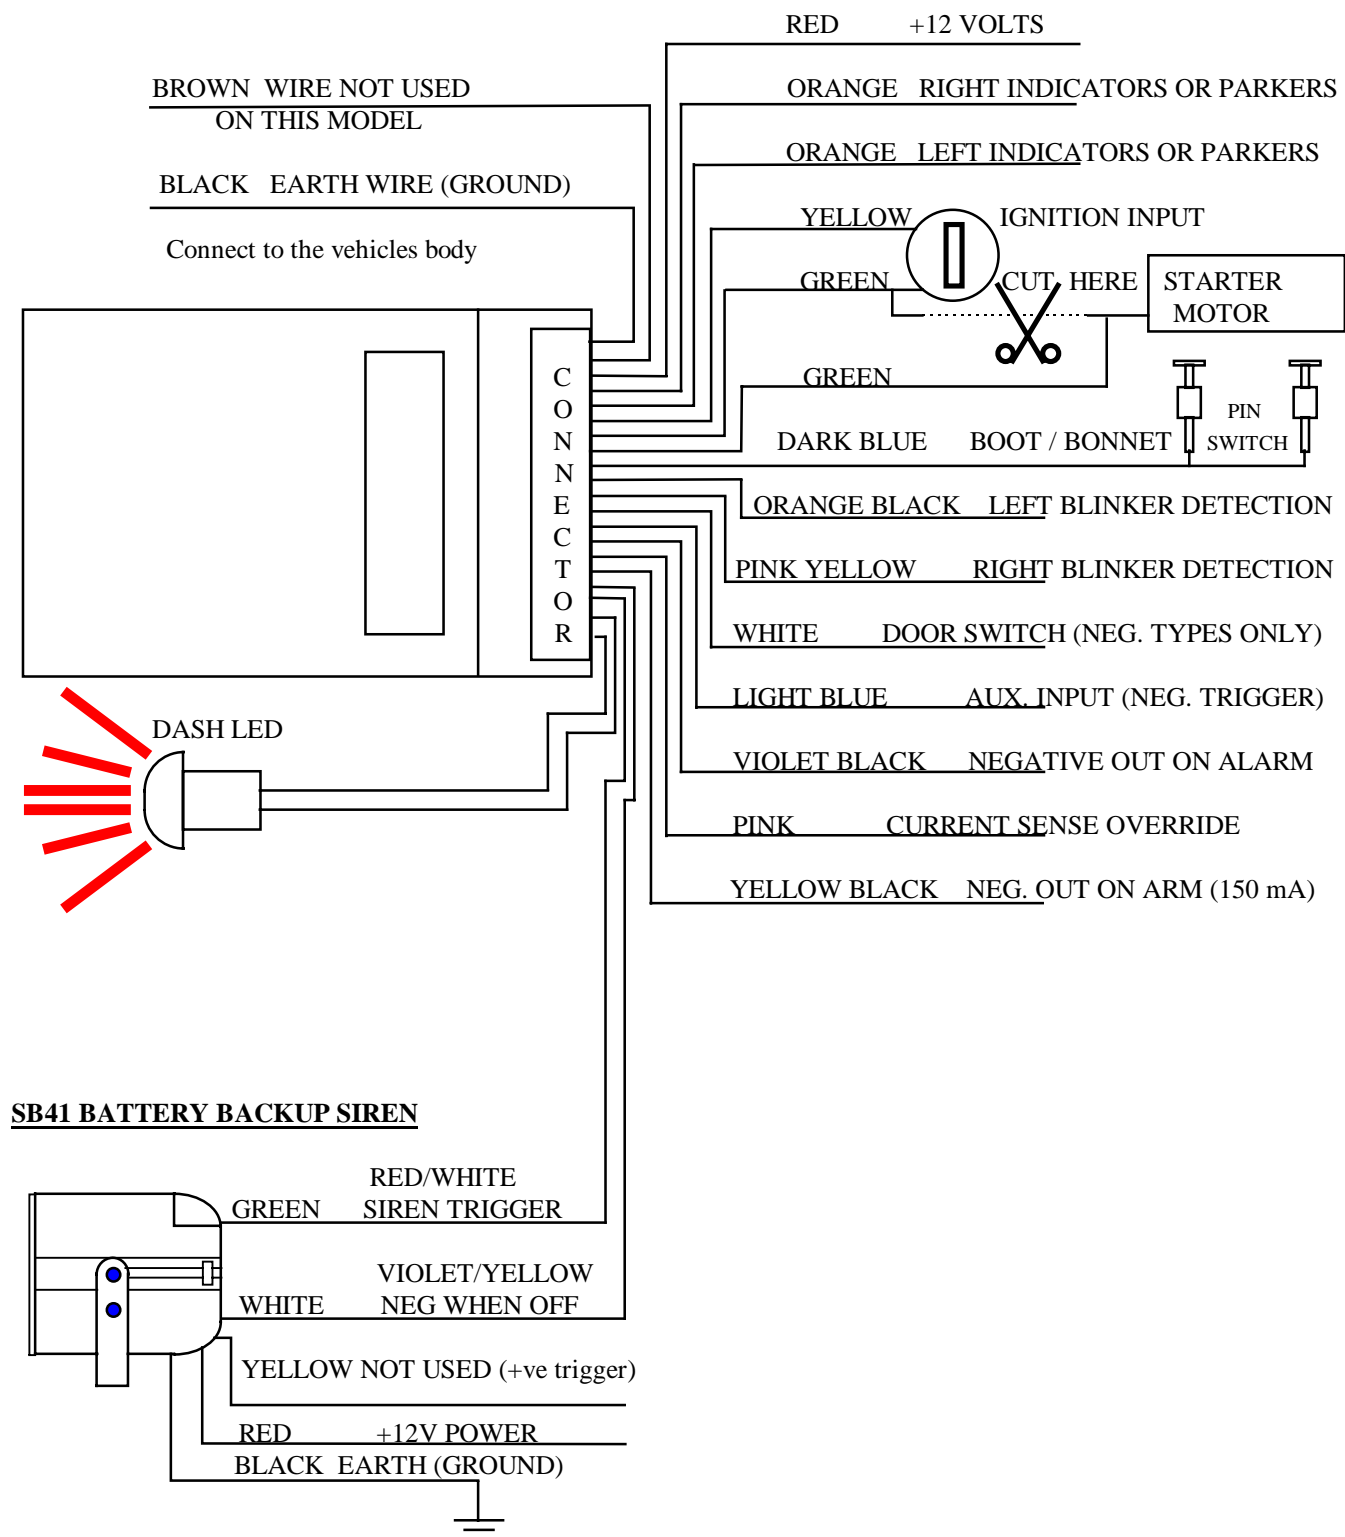 RED +12 VOLTS
BROWN WIRE NOT USED
ON THIS MODEL
ORANGE RIGHT INDICATORS OR PARKERS
ORANGE LEFT INDICATORS OR PARKERS
BLACK EARTH WIRE (GROUND)
Connect to the vehicles body
YELLOW IGNITION INPUT
GREEN CUT HERE
STARTER
MOTOR
GREEN
PIN
SWITCH
DARK BLUE BOOT / BONNET
CONNECTOR
ORANGE BLACK LEFT BLINKER DETECTION
PINK YELLOW RIGHT BLINKER DETECTION
WHITE DOOR SWITCH (NEG. TYPES ONLY)
LIGHT BLUE AUX. INPUT (NEG. TRIGGER)
DASH LED
VIOLET BLACK NEGATIVE OUT ON ALARM
PINK CURRENT SENSE OVERRIDE
YELLOW BLACK NEG. OUT ON ARM (150 mA)
SB41 BATTERY BACKUP SIREN
RED/WHITE
GREEN SIREN TRIGGER
VIOLET/YELLOW
WHITE NEG WHEN OFF
YELLOW NOT USED (+ve trigger)
RED +12V POWER
BLACK EARTH (GROUND)